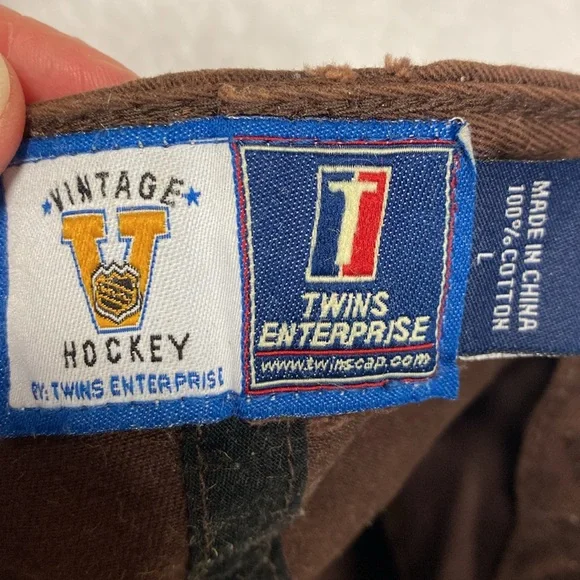 ★VINTAGE★
V
HOCKEY
BY: TWINS ENTERPRISE
T
TWINS
ENTERPRISE
www.twinscap.com
MADE IN CHINA
100% COTTON
L